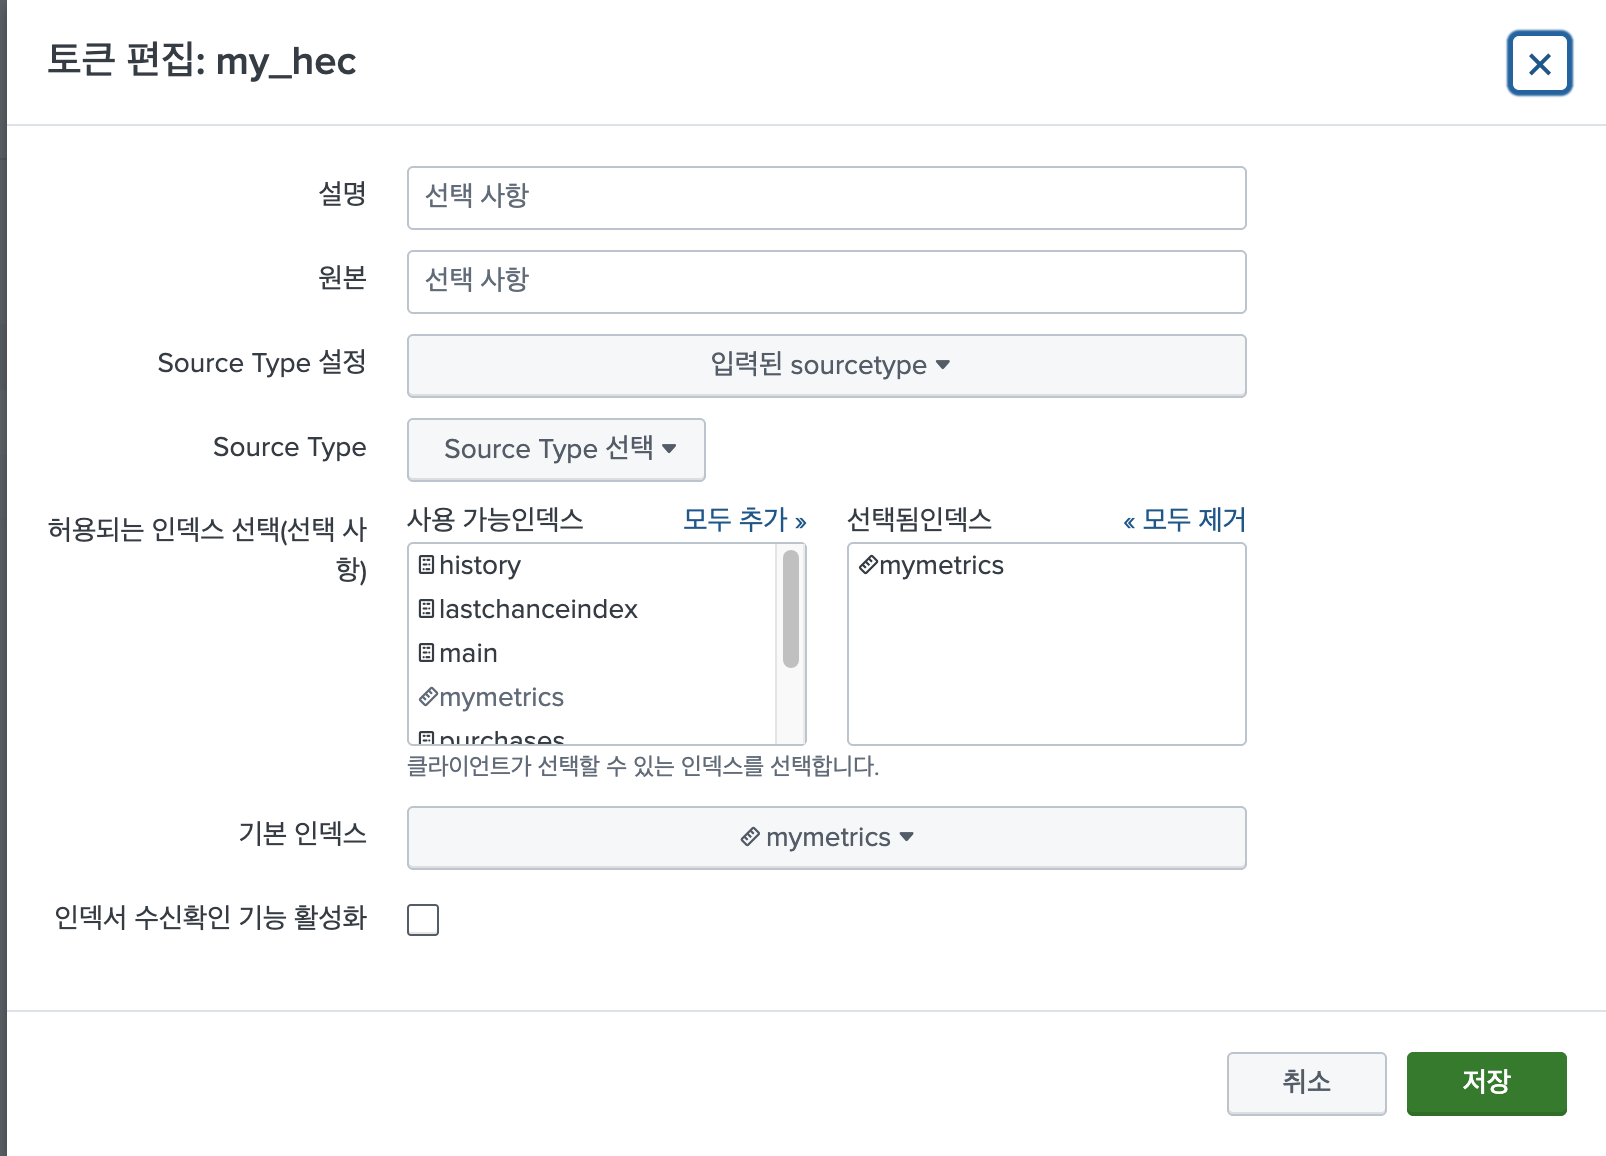 토큰 편집: my_hec
설명
선택 사항
원본
선택 사항
Source Type 설정
입력된 sourcetype
Source Type
Source Type 선택
허용되는 인덱스 선택(선택 사
항)
사용 가능인덱스
모두 추가 »
선택됨인덱스
« 모두 제거
history
lastchanceindex
main
mymetrics
purchases
mymetrics
클라이언트가 선택할 수 있는 인덱스를 선택합니다.
기본 인덱스
mymetrics
인덱서 수신확인 기능 활성화
취소
저장